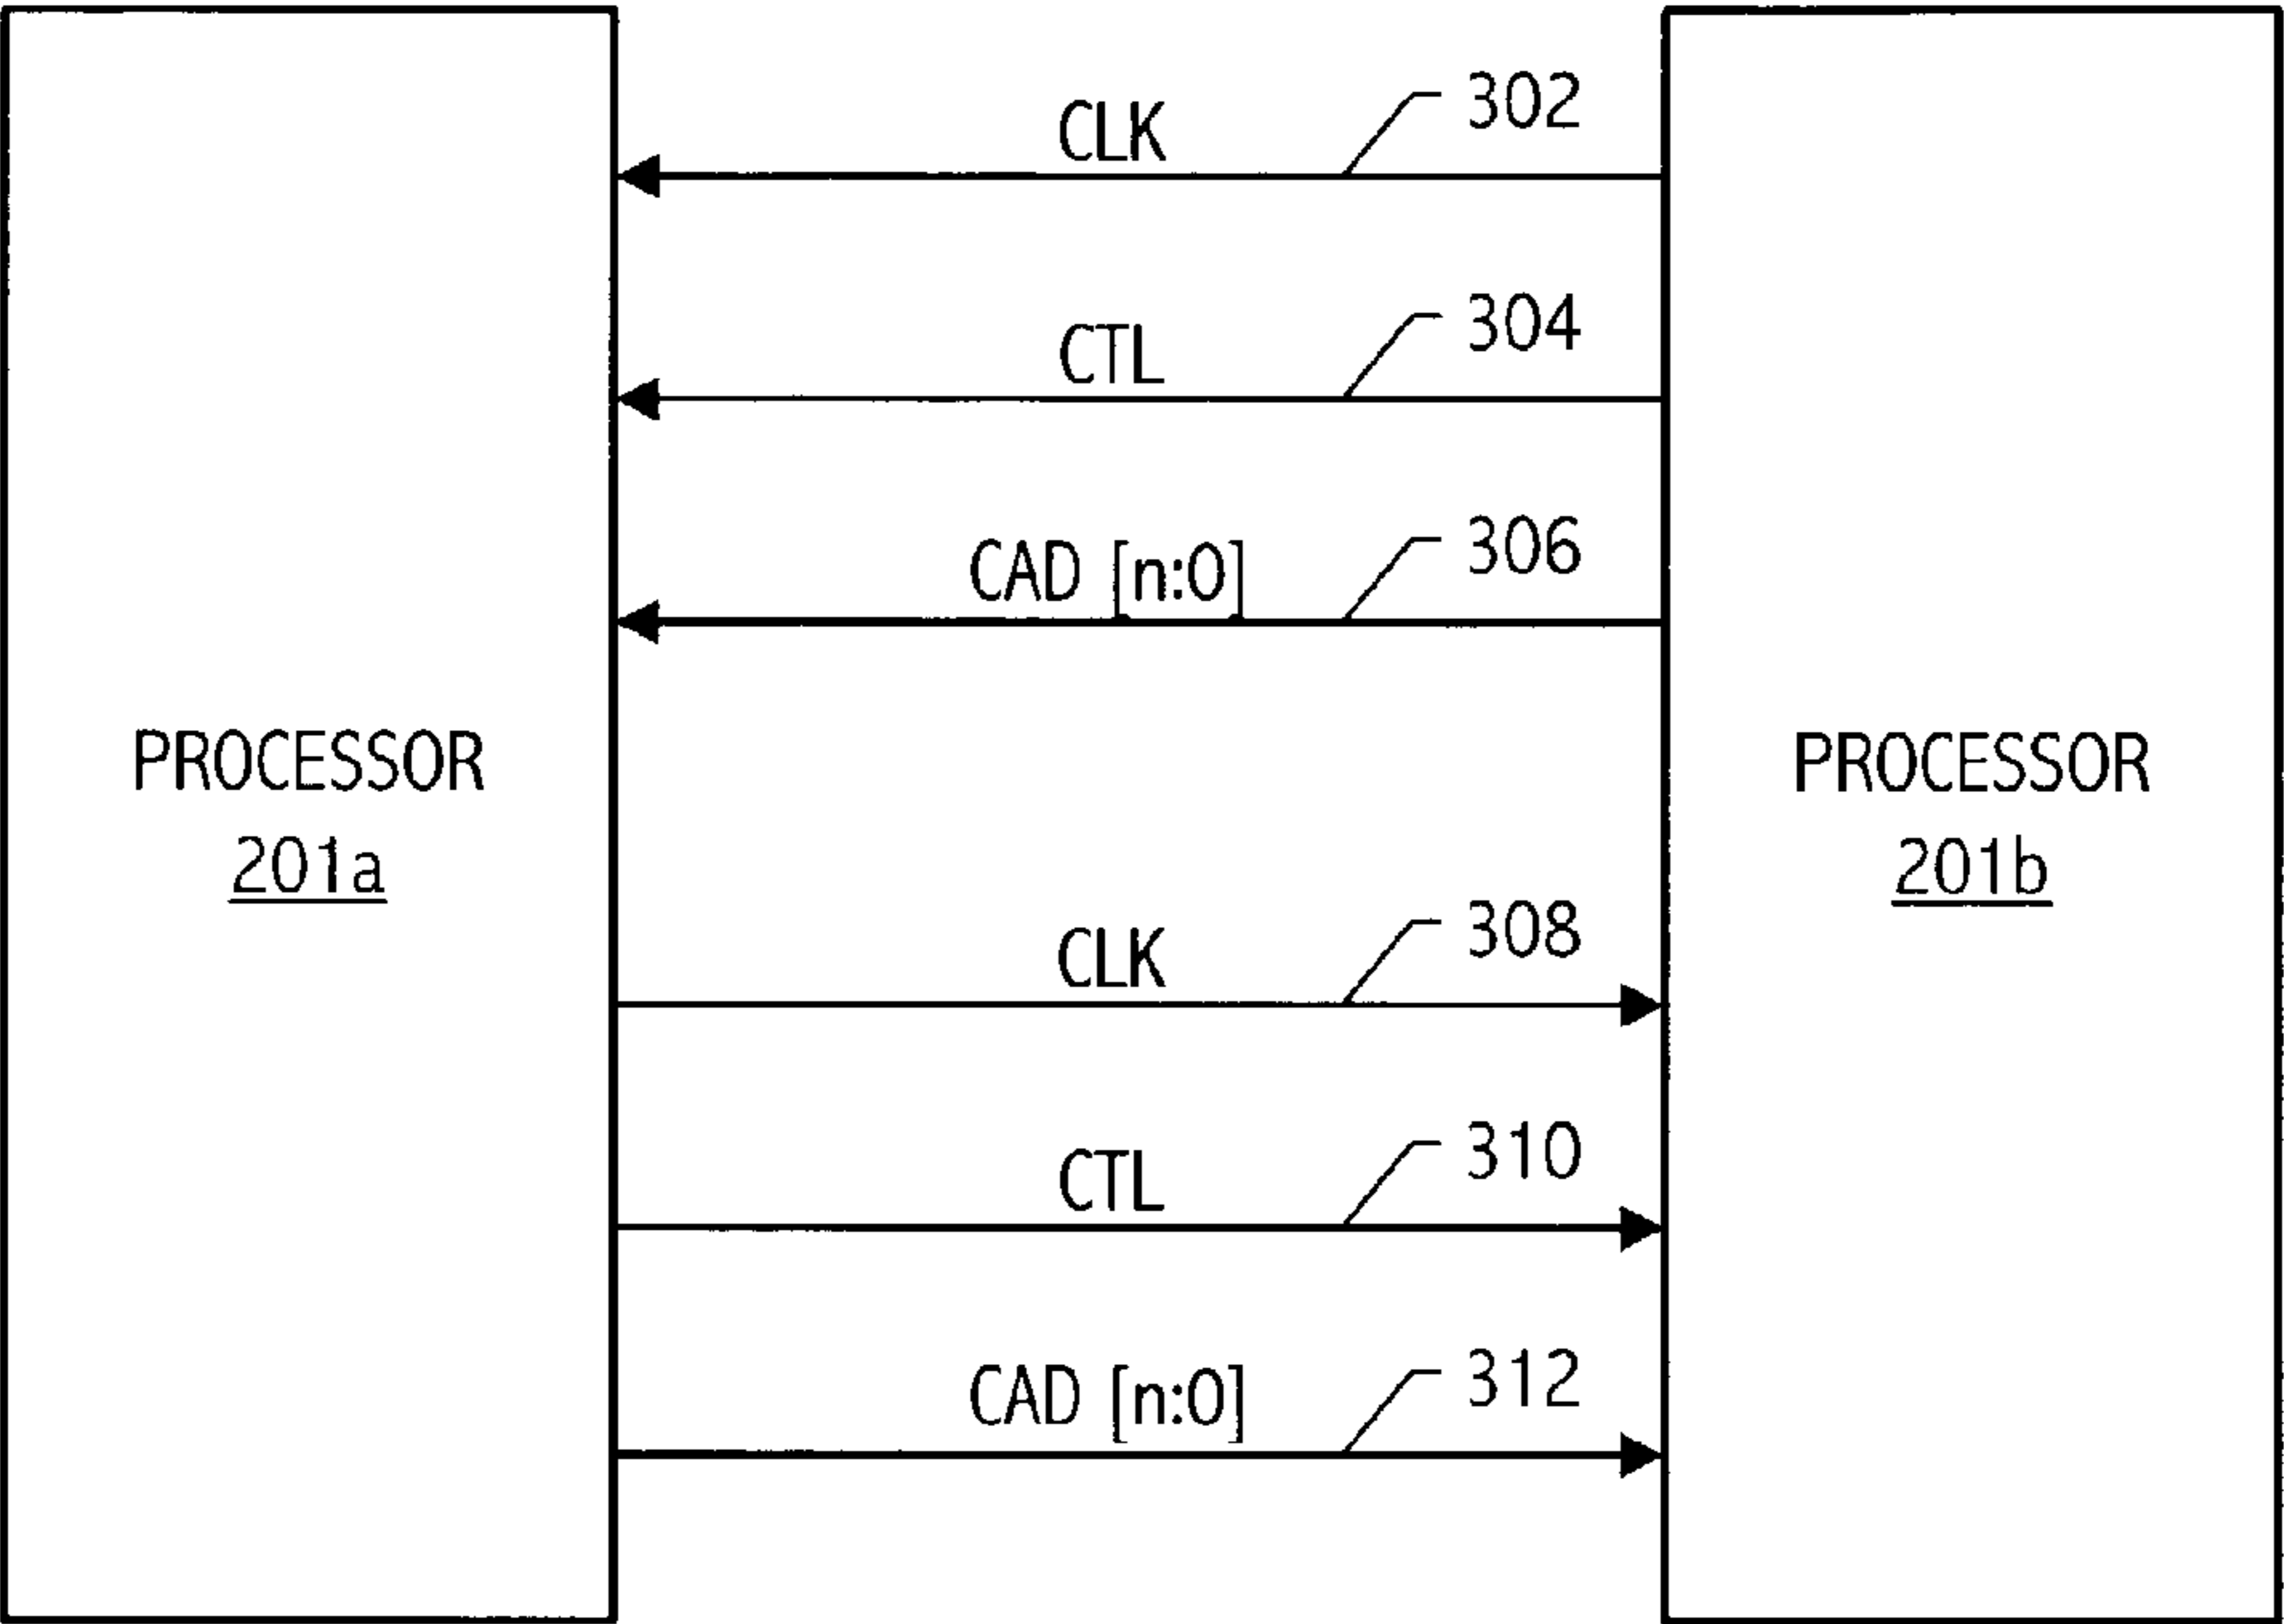 302
CLK
304
CTL
306
CAD [n:0]
PROCESSOR
201a
PROCESSOR
201b
308
CLK
310
CTL
312
CAD [n:0]